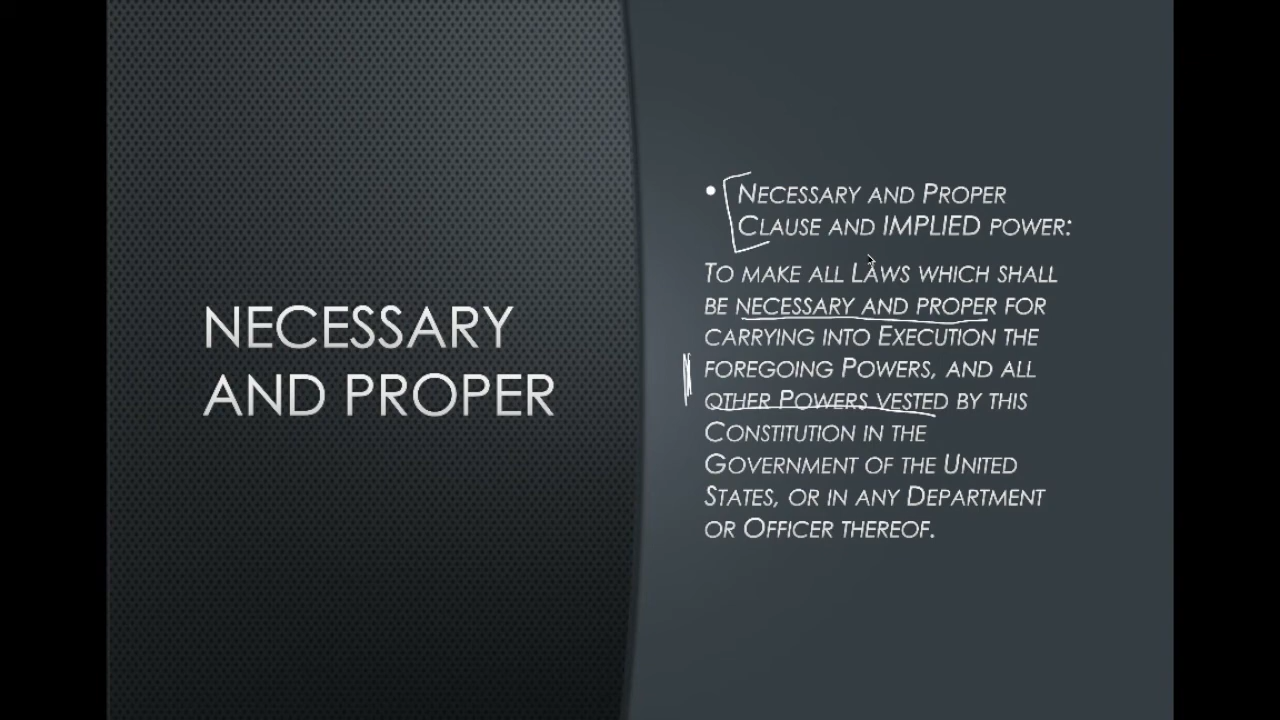 NECESSARY
AND PROPER
• NECESSARY AND PROPER
CLAUSE AND IMPLIED POWER:
TO MAKE ALL LAWS WHICH SHALL
BE NECESSARY AND PROPER FOR
CARRYING INTO EXECUTION THE
FOREGOING POWERS, AND ALL
OTHER POWERS VESTED BY THIS
CONSTITUTION IN THE
GOVERNMENT OF THE UNITED
STATES, OR IN ANY DEPARTMENT
OR OFFICER THEREOF.